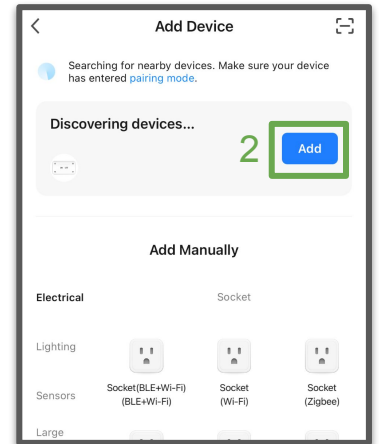 Add Device
Searching for nearby devices. Make sure your device
has entered pairing mode.
Discovering devices...
2
Add
Add Manually
Electrical
Socket
Lighting
Sensors
Socket(BLE+Wi-Fi)
(BLE+Wi-Fi)
Socket
(Wi-Fi)
Socket
(Zigbee)
Large